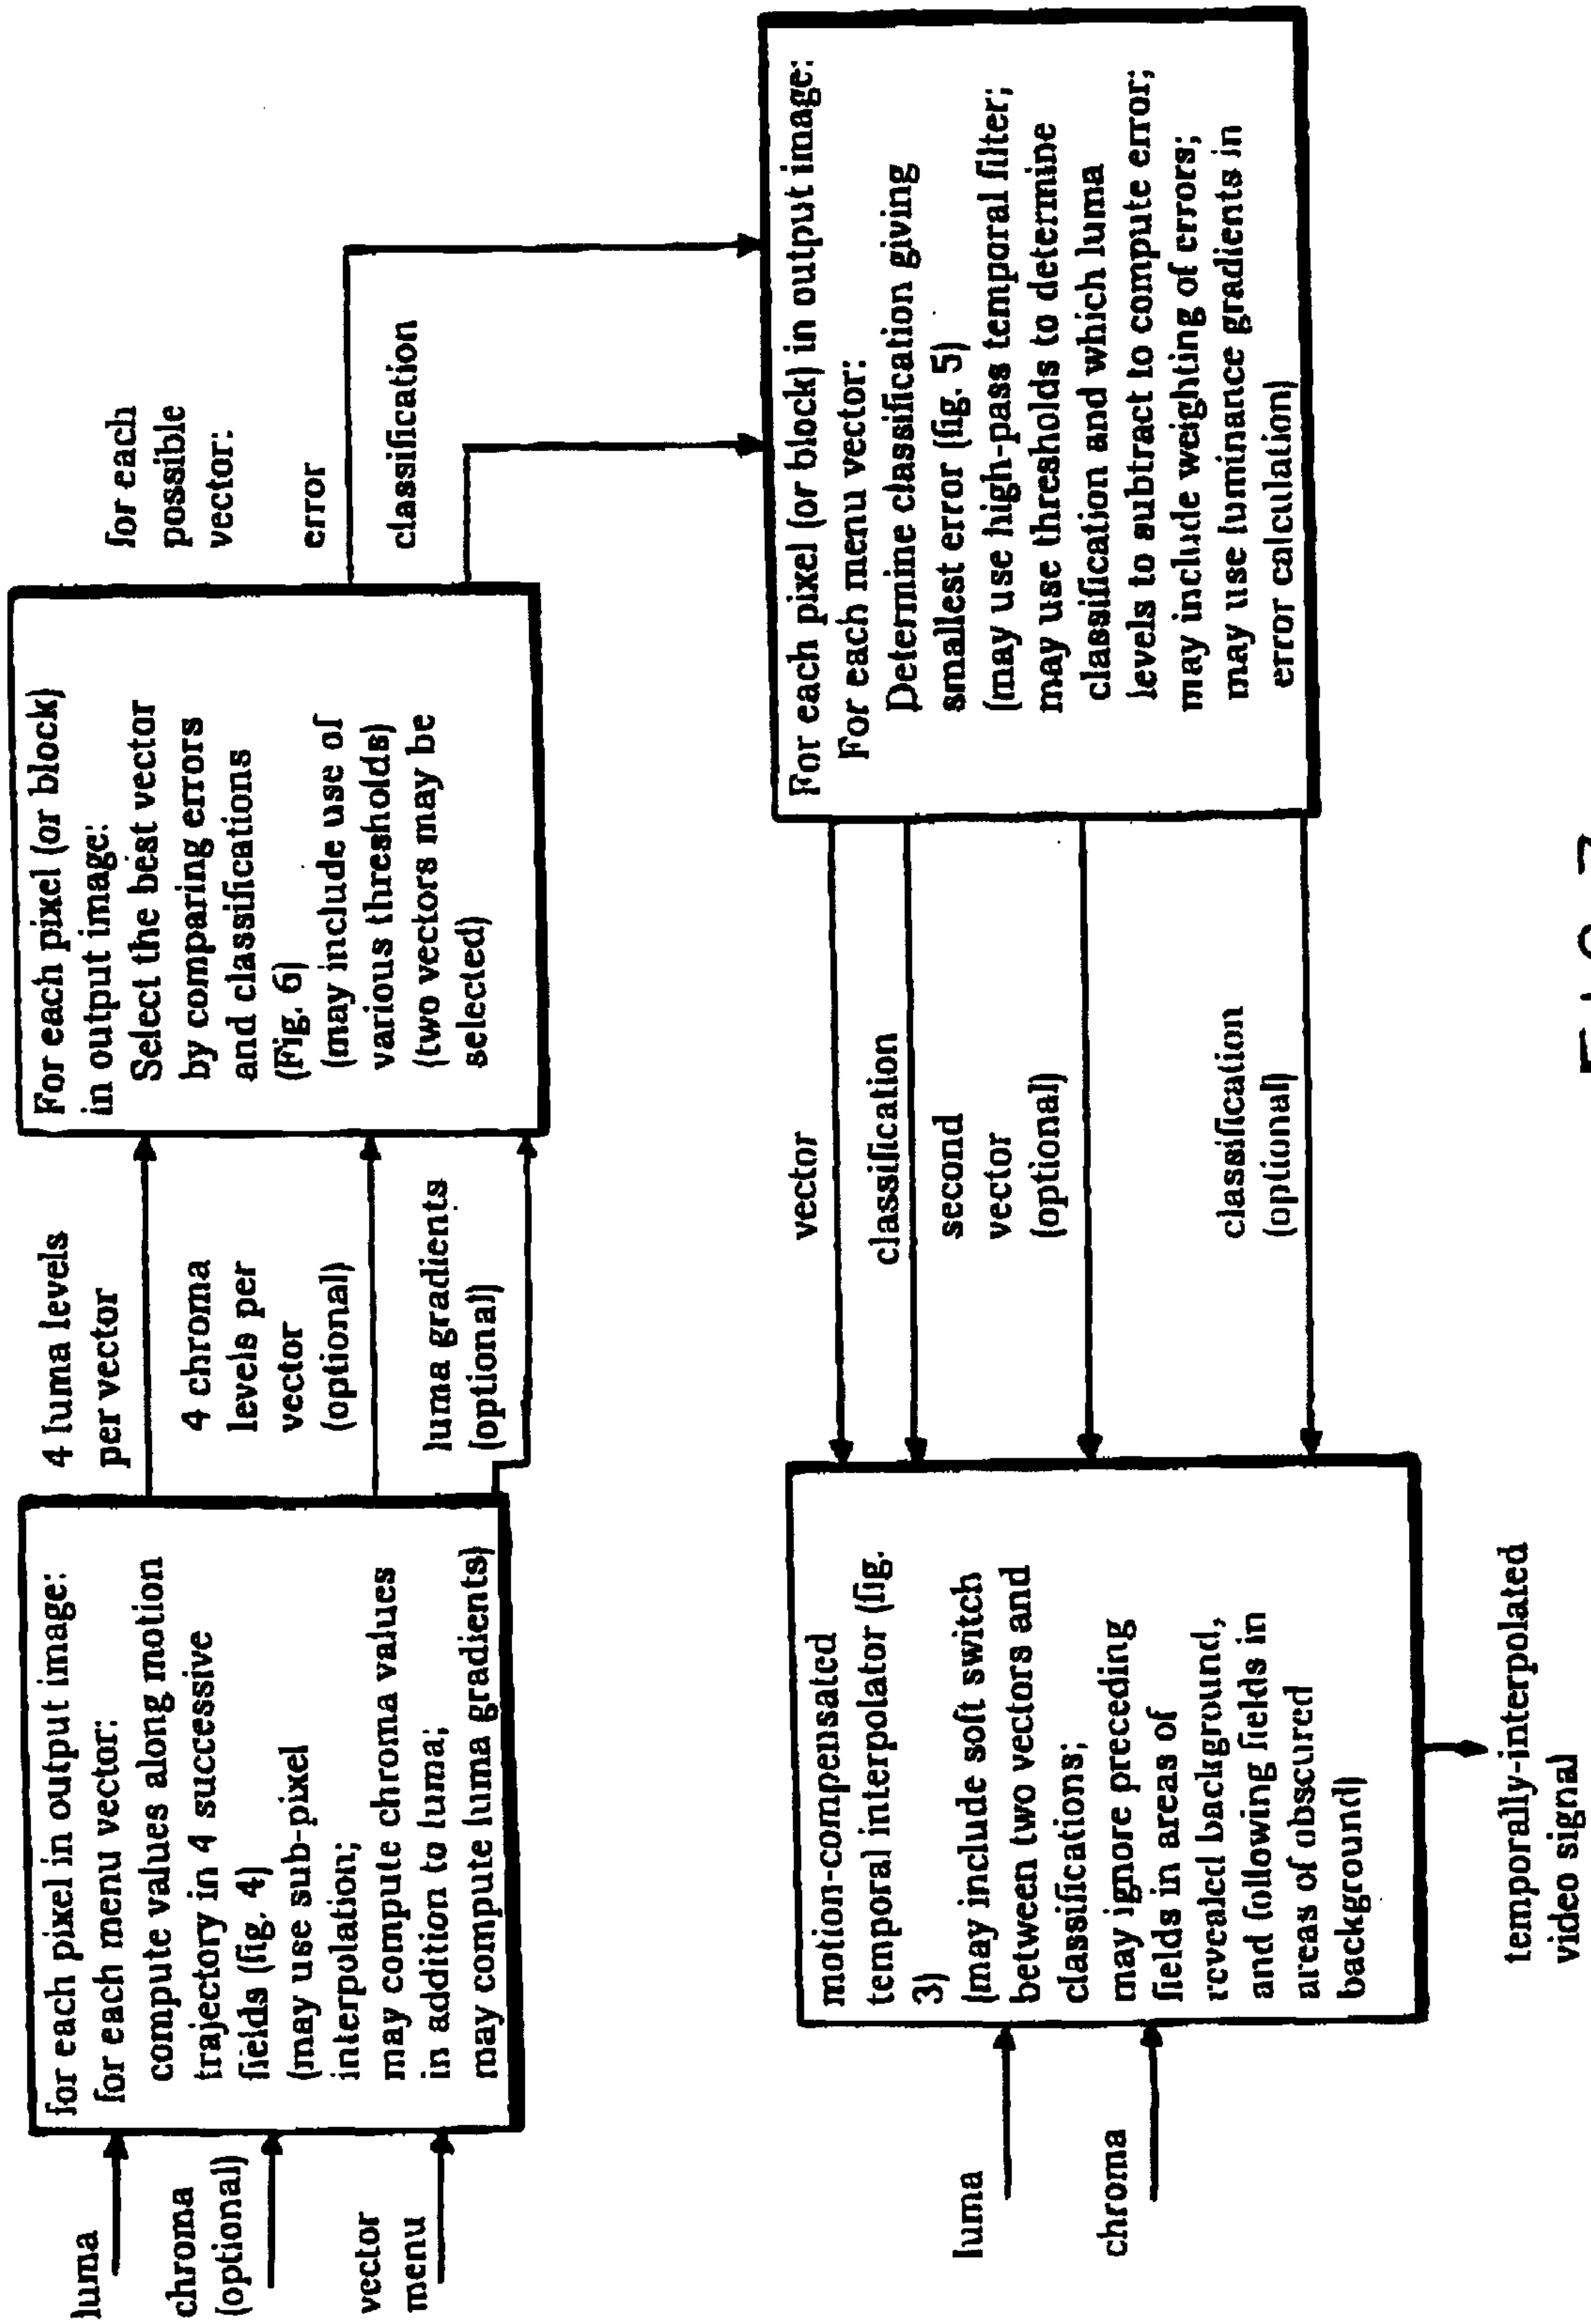 luma
chroma
(optional)
vector
menu
for each pixel in output image:
for each menu vector:
compute values along motion
trajectory in 4 successive
fields (fig. 4)
(may use sub-pixel
interpolation;
may compute chroma values
in addition to luma;
may compute luma gradients)
4 luma levels
per vector
4 chroma
levels per
vector
(optional)
luma gradients
(optional)
For each pixel (or block)
in output image:
Select the best vector
by comparing errors
and classifications
(Fig. 6)
(may include use of
various thresholds)
(two vectors may be
selected)
for each
possible
vector:
error
classification
For each pixel (or block) in output image:
For each menu vector:
Determine classification giving
smallest error (fig. 5)
(may use high-pass temporal filter;
may use thresholds to determine
classification and which luma
levels to subtract to compute error;
may include weighting of errors;
may use luminance gradients in
error calculation)
vector
classification
second
vector
(optional)
classification
(optional)
luma
chroma
motion-compensated
temporal interpolator (fig.
3)
(may include soft switch
between two vectors and
classifications;
may ignore preceding
fields in areas of
revealed background,
and following fields in
areas of obscured
background)
temporally-interpolated
video signal